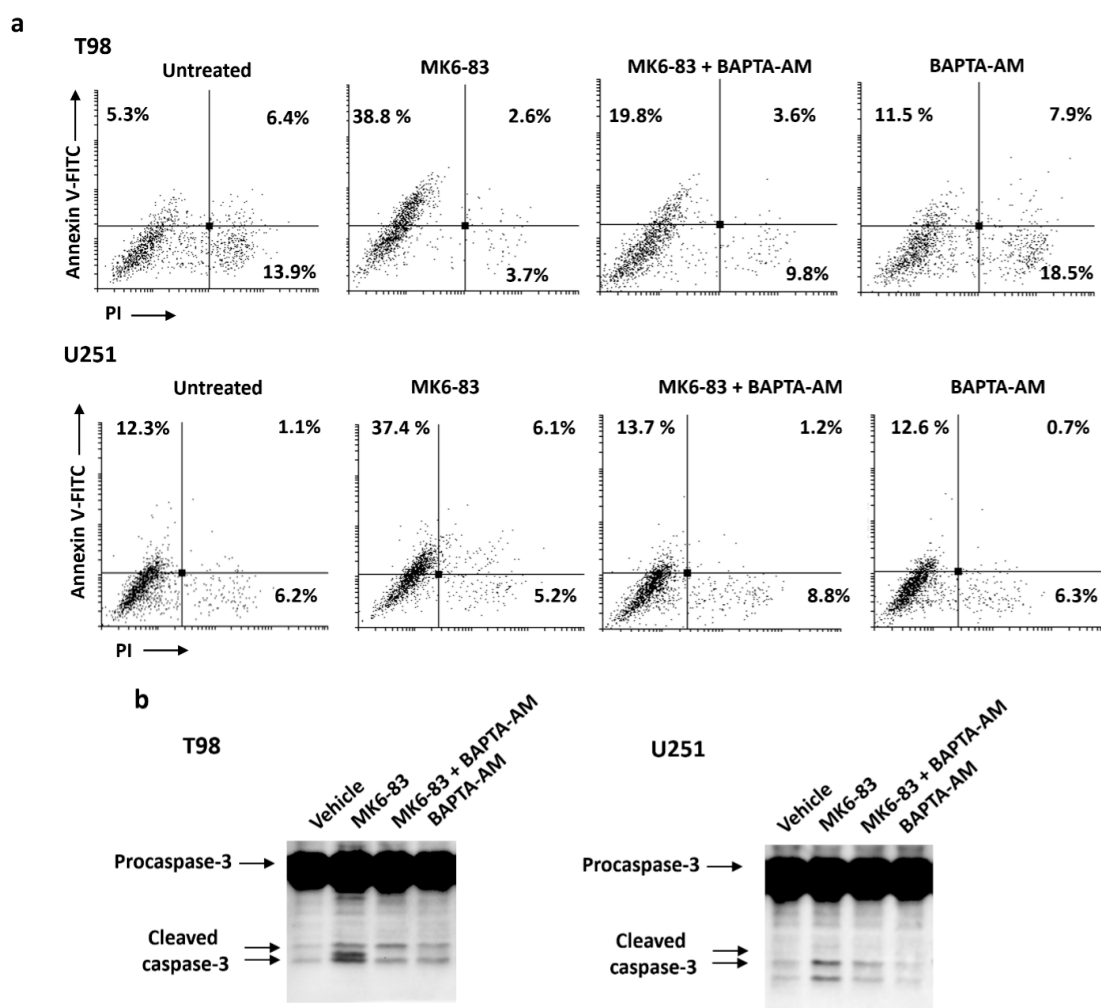 a
T98
Untreated
MK6-83
MK6-83 + BAPTA-AM
BAPTA-AM
5.3%
6.4%
13.9%
38.8 %
2.6%
3.7%
19.8%
3.6%
9.8%
11.5 %
7.9%
18.5%
Annexin V-FITC
PI
U251
Untreated
MK6-83
MK6-83 + BAPTA-AM
BAPTA-AM
12.3%
1.1%
6.2%
37.4 %
6.1%
5.2%
13.7 %
1.2%
8.8%
12.6 %
0.7%
6.3%
Annexin V-FITC
PI
b
T98
Vehicle
MK6-83
MK6-83 + BAPTA-AM
BAPTA-AM
Procaspase-3
Cleaved
caspase-3
U251
Vehicle
MK6-83
MK6-83 + BAPTA-AM
BAPTA-AM
Procaspase-3
Cleaved
caspase-3